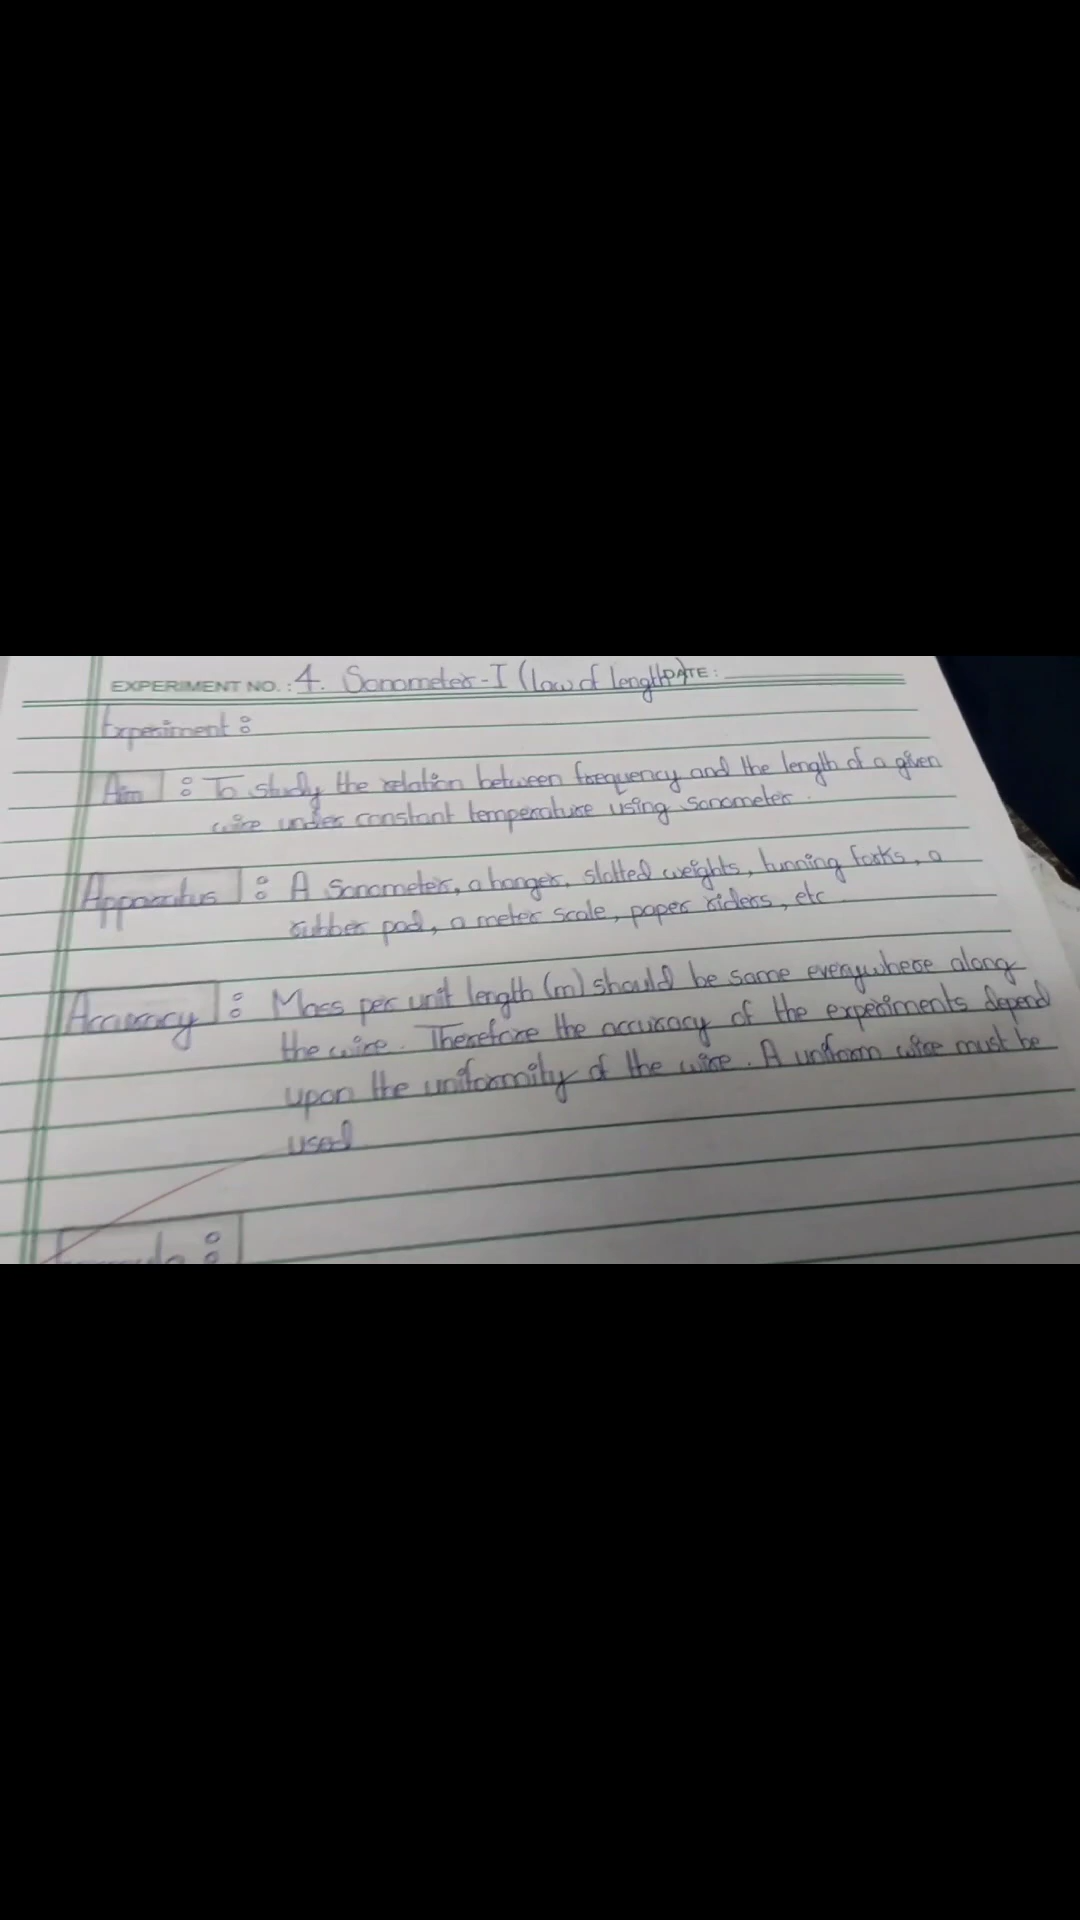 EXPERIMENT NO. : 4. Sonometer - I (law of length) DATE :
Experiment :
Aim : To study the relation between frequency and the length of a given
wire under constant temperature using sonometer.
Apparatus : A Sonometer, a hanger, slotted weights, tunning forks, a
rubber pad, a meter scale, paper riders, etc.
Accuracy : Mass per unit length (m) should be same everywhere along
the wire. Therefore the accuracy of the experiments depend
upon the uniformity of the wire. A uniform wire must be
used